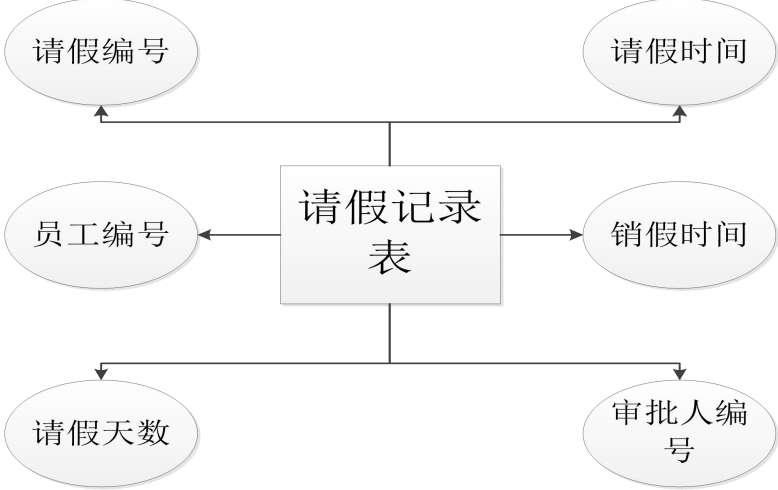 请假编号
请假时间
员工编号
请假记录
表
销假时间
请假天数
审批人编
号